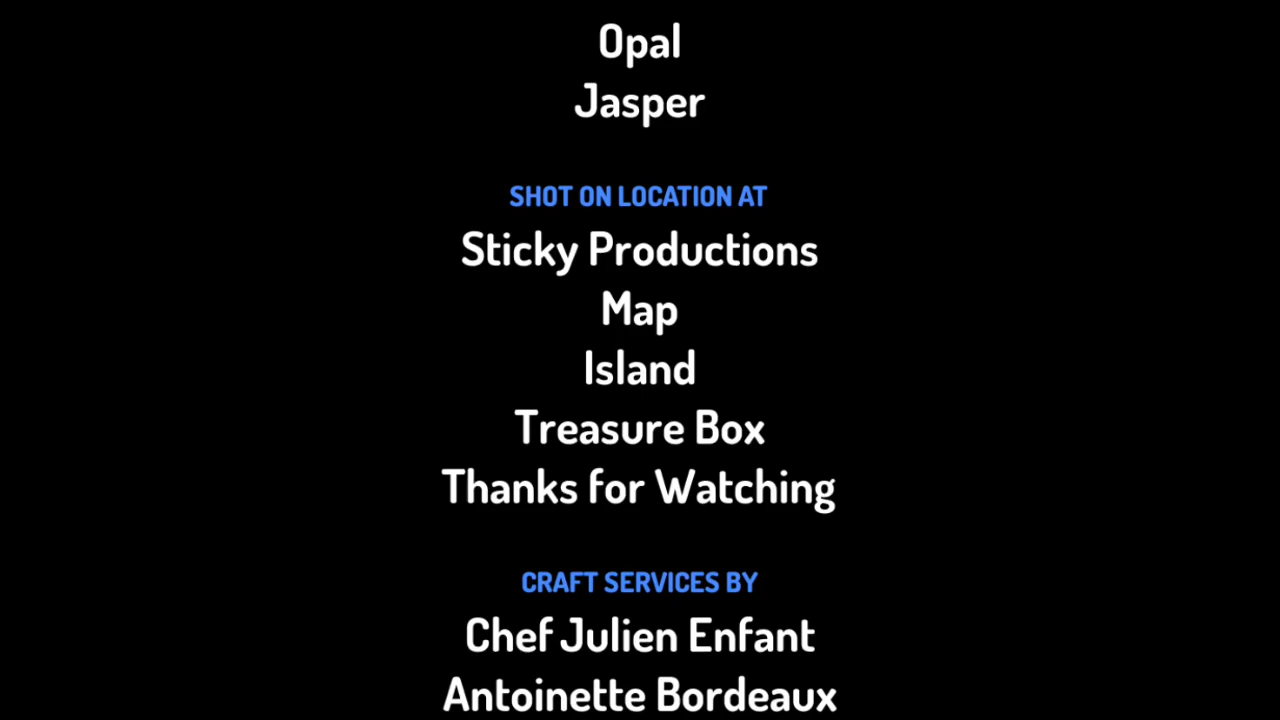 Opal
Jasper
SHOT ON LOCATION AT
Sticky Productions
Map
Island
Treasure Box
Thanks for Watching
CRAFT SERVICES BY
Chef Julien Enfant
Antoinette Bordeaux